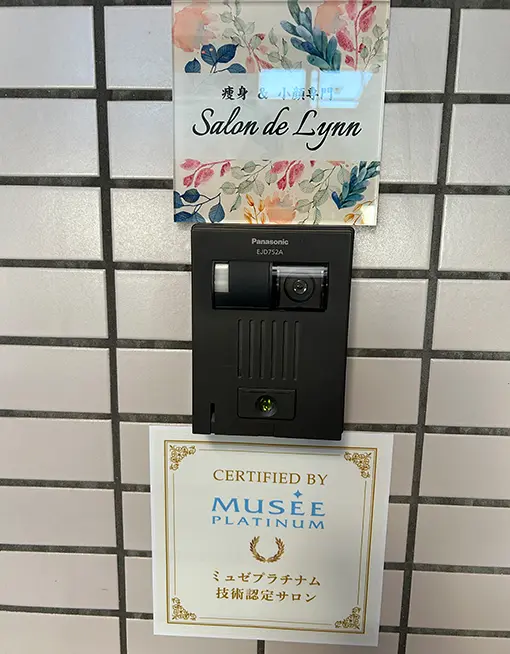 痩身 & 小顔専門
Salon de Lynn
Panasonic
EJD752A
CERTIFIED BY
MUSÉE
PLATINUM
ミュゼプラチナム
技術認定サロン